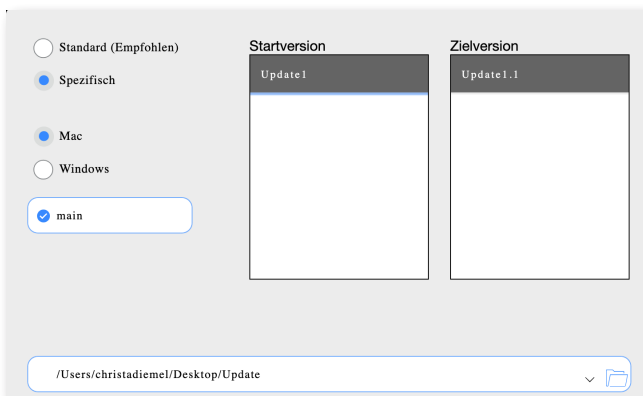 Standard (Empfohlen)
Spezifisch
Mac
Windows
main
Startversion
Update1
Zielversion
Update1.1
/Users/christadiemel/Desktop/Update